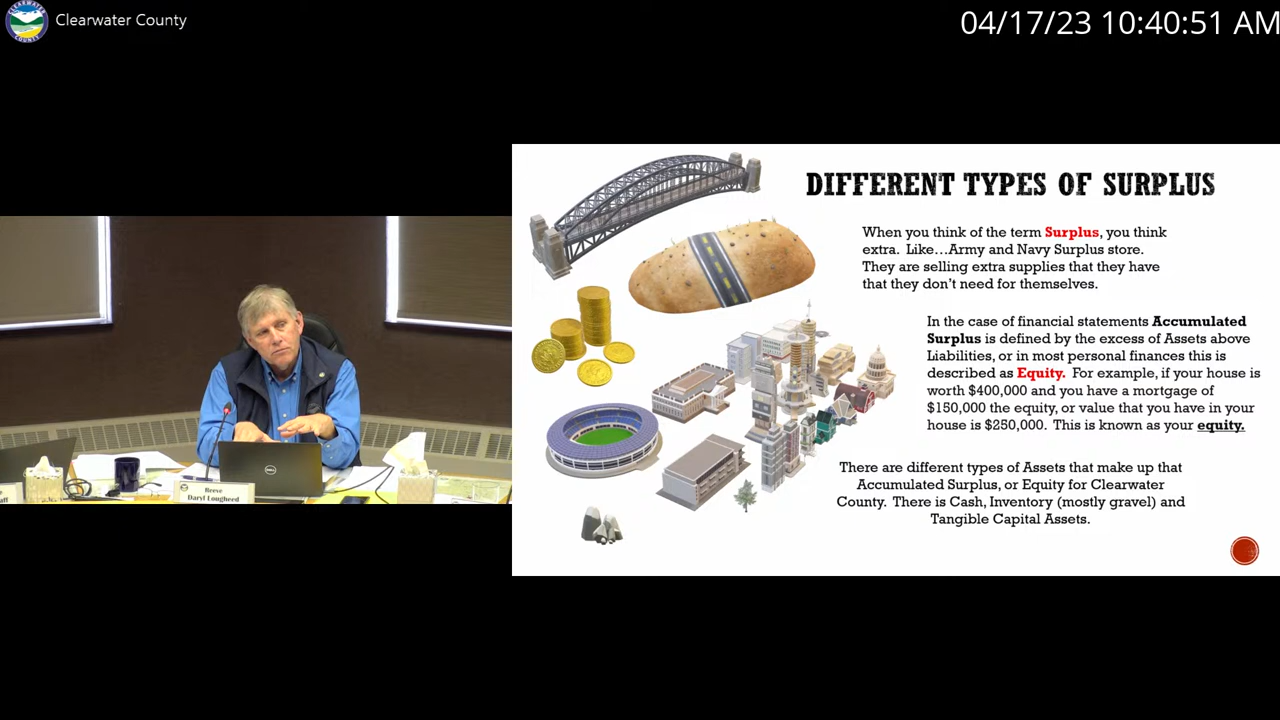 Clearwater County
04/17/23 10:40:51 AM
DIFFERENT TYPES OF SURPLUS
When you think of the term Surplus, you think
extra. Like…Army and Navy Surplus store.
They are selling extra supplies that they have
that they don't need for themselves.
In the case of financial statements Accumulated
Surplus is defined by the excess of Assets above
Liabilities, or in most personal finances this is
described as Equity. For example, if your house is
worth $400,000 and you have a mortgage of
$150,000 the equity, or value that you have in your
house is $250,000. This is known as your equity.
There are different types of Assets that make up that
Accumulated Surplus, or Equity for Clearwater
County. There is Cash, Inventory (mostly gravel) and
Tangible Capital Assets.
Reeve
Daryl Lougheed
DELL